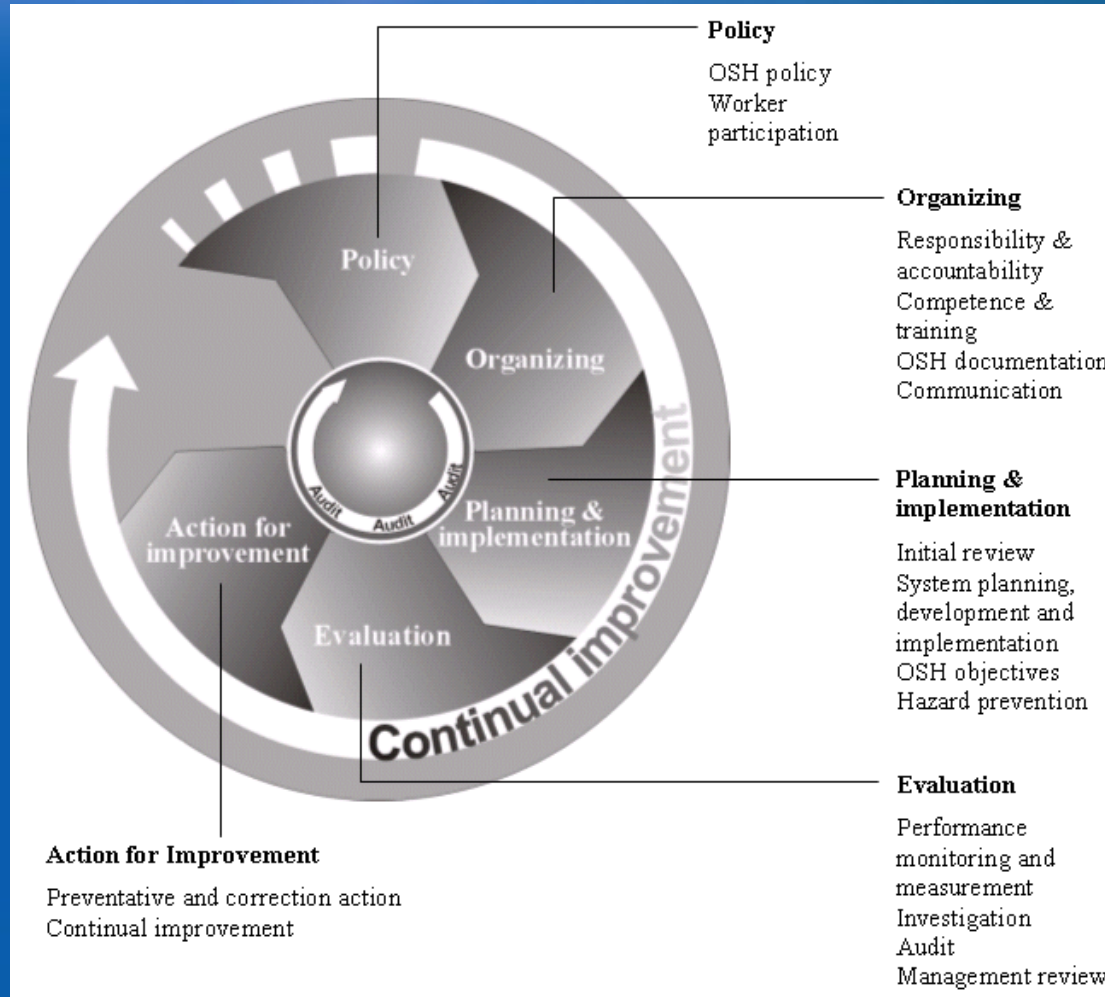 Policy
OSH policy
Worker
participation
Organizing
Responsibility &
accountability
Competence &
training
OSH documentation
Communication
Planning &
implementation
Initial review
System planning,
development and
implementation
OSH objectives
Hazard prevention
Evaluation
Performance
monitoring and
measurement
Investigation
Audit
Management review
Action for Improvement
Preventative and correction action
Continual improvement
Policy
Organizing
Planning &
implementation
Evaluation
Action for
improvement
Audit
Audit
Audit
Continual improvement